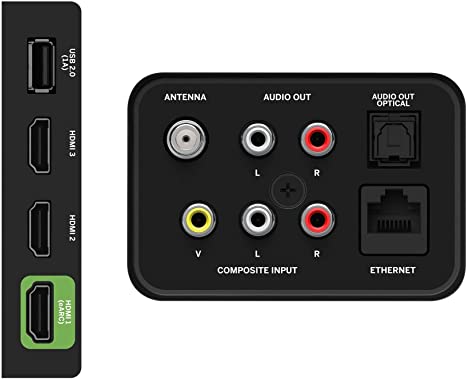 USB 2.0
(1A)
HDMI 3
HDMI 2
HDMI 1
(eARC)
ANTENNA
AUDIO OUT
AUDIO OUT
OPTICAL
L
R
V
L
R
COMPOSITE INPUT
ETHERNET